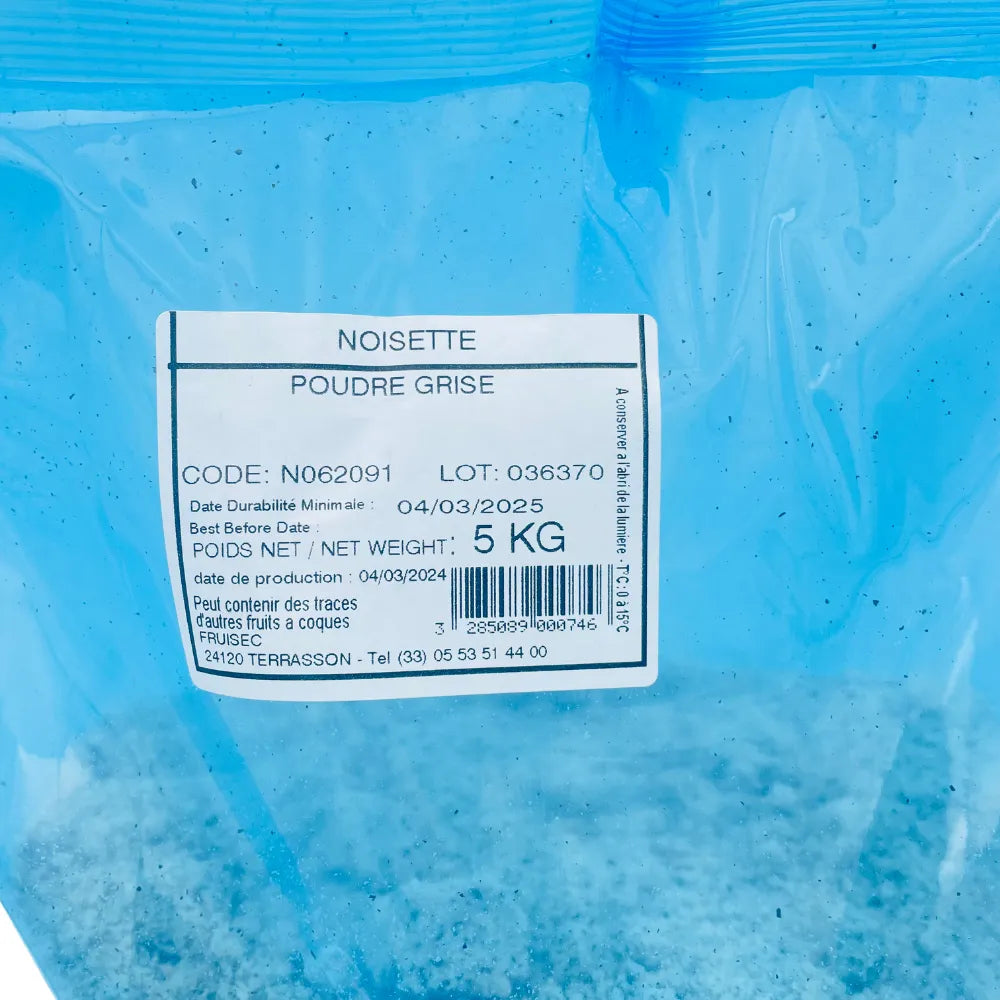 NOISETTE
POUDRE GRISE
CODE: N062091 LOT: 036370
Date Durabilité Minimale : 04/03/2025
Best Before Date :
POIDS NET / NET WEIGHT: 5 KG
date de production : 04/03/2024
Peut contenir des traces
d'autres fruits a coques
3 285089 000746
FRUISEC
24120 TERRASSON - Tel (33) 05 53 51 44 00
A conserver a l'abri de la lumiere - T°C : 0 à 15°C